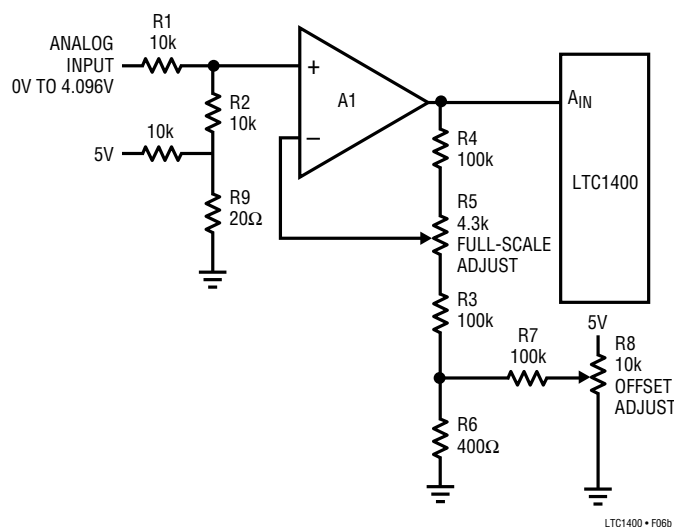 R1
10k
ANALOG
INPUT
0V TO 4.096V
R2
10k
10k
5V
R9
20Ω
+
–
A1
R4
100k
R5
4.3k
FULL-SCALE
ADJUST
R3
100k
R7
100k
R6
400Ω
AIN
LTC1400
5V
R8
10k
OFFSET
ADJUST
LTC1400 • F06b